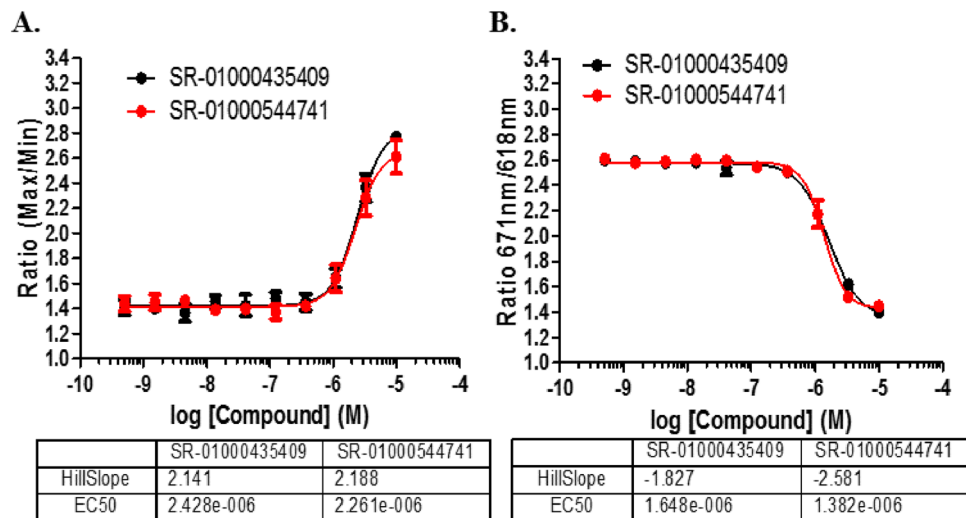 A.
Ratio (Max/Min)
3.4
3.2
3.0
2.8
2.6
2.4
2.2
2.0
1.8
1.6
1.4
1.2
1.0
SR-01000435409
SR-01000544741
-10 -9 -8 -7 -6 -5 -4
log [Compound] (M)
SR-01000435409 SR-01000544741
HillSlope 2.141 2.188
EC50 2.428e-006 2.261e-006
B.
Ratio 671nm/618nm
3.4
3.2
3.0
2.8
2.6
2.4
2.2
2.0
1.8
1.6
1.4
1.2
1.0
SR-01000435409
SR-01000544741
-10 -9 -8 -7 -6 -5 -4
log [Compound] (M)
SR-01000435409 SR-01000544741
HillSlope -1.827 -2.581
EC50 1.648e-006 1.382e-006